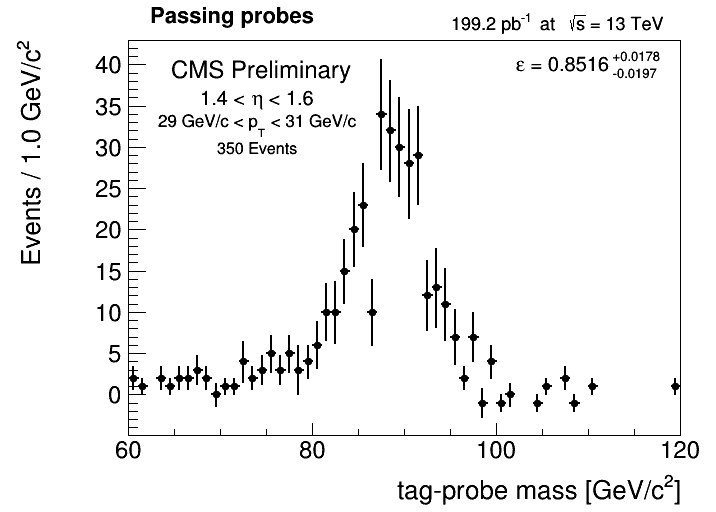 Passing probes
199.2 pb⁻¹ at √s = 13 TeV
CMS Preliminary
1.4 < η < 1.6
29 GeV/c < p_T < 31 GeV/c
350 Events
ε = 0.8516 +0.0178 -0.0197
Events / 1.0 GeV/c²
40
35
30
25
20
15
10
5
0
60 80 100 120
tag-probe mass [GeV/c²]